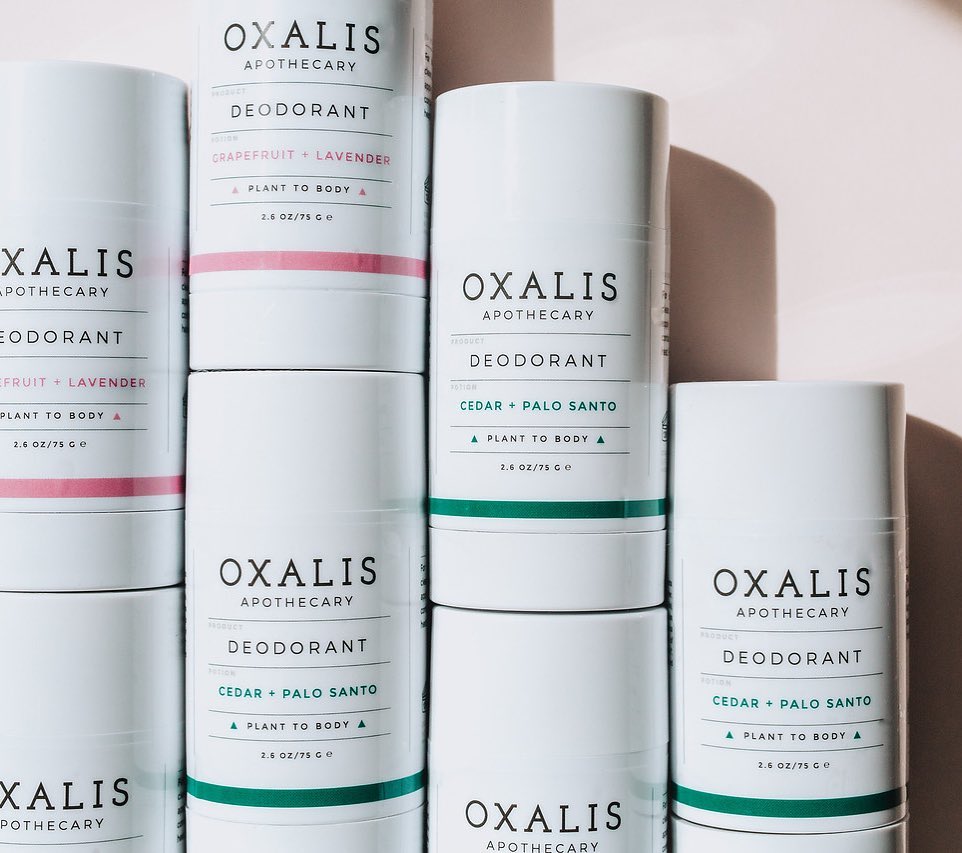 OXALIS
APOTHECARY
PRODUCT
DEODORANT
POTION
GRAPEFRUIT + LAVENDER
▲ PLANT TO BODY ▲
2.6 OZ/75 G ℮
XALIS
APOTHECARY
EODORANT
EFRUIT + LAVENDER
PLANT TO BODY ▲
2.6 OZ/75 G ℮
OXALIS
APOTHECARY
PRODUCT
DEODORANT
POTION
CEDAR + PALO SANTO
▲ PLANT TO BODY ▲
2.6 OZ/75 G ℮
OXALIS
APOTHECARY
PRODUCT
DEODORANT
POTION
CEDAR + PALO SANTO
▲ PLANT TO BODY ▲
2.6 OZ/75 G ℮
OXALIS
APOTHECARY
PRODUCT
DEODORANT
POTION
CEDAR + PALO SANTO
▲ PLANT TO BODY ▲
2.6 OZ/75 G ℮
XALIS
APOTHECARY
OXALIS
APOTHECARY